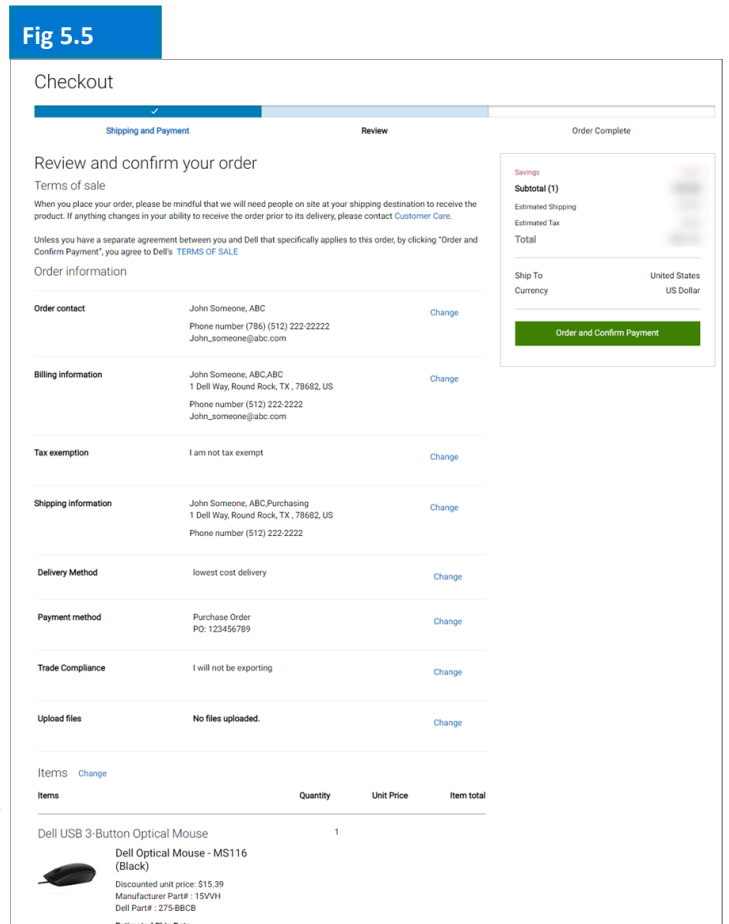 Fig 5.5
Checkout
Shipping and Payment
Review
Order Complete
Review and confirm your order
Terms of sale
When you place your order, please be mindful that we will need people on site at your shipping destination to receive the
product. If anything changes in your ability to receive the order prior to its delivery, please contact Customer Care.
Unless you have a separate agreement between you and Dell that specifically applies to this order, by clicking "Order and
Confirm Payment", you agree to Dell's TERMS OF SALE
Order information
Order contact
John Someone, ABC
Phone number (786) (512) 222-22222
John_someone@abc.com
Change
Billing information
John Someone, ABC,ABC
1 Dell Way, Round Rock, TX , 78682, US
Phone number (512) 222-2222
John_someone@abc.com
Change
Tax exemption
I am not tax exempt
Change
Shipping information
John Someone, ABC,Purchasing
1 Dell Way, Round Rock, TX , 78682, US
Phone number (512) 222-2222
Change
Delivery Method
lowest cost delivery
Change
Payment method
Purchase Order
PO: 123456789
Change
Trade Compliance
I will not be exporting
Change
Upload files
No files uploaded.
Change
Items Change
Items Quantity Unit Price Item total
Dell USB 3-Button Optical Mouse 1
Dell Optical Mouse - MS116
(Black)
Discounted unit price: $15.39
Manufacturer Part# : 15VVH
Dell Part# : 275-BBCB
Savings
Subtotal (1)
Estimated Shipping
Estimated Tax
Total
Ship To United States
Currency US Dollar
Order and Confirm Payment